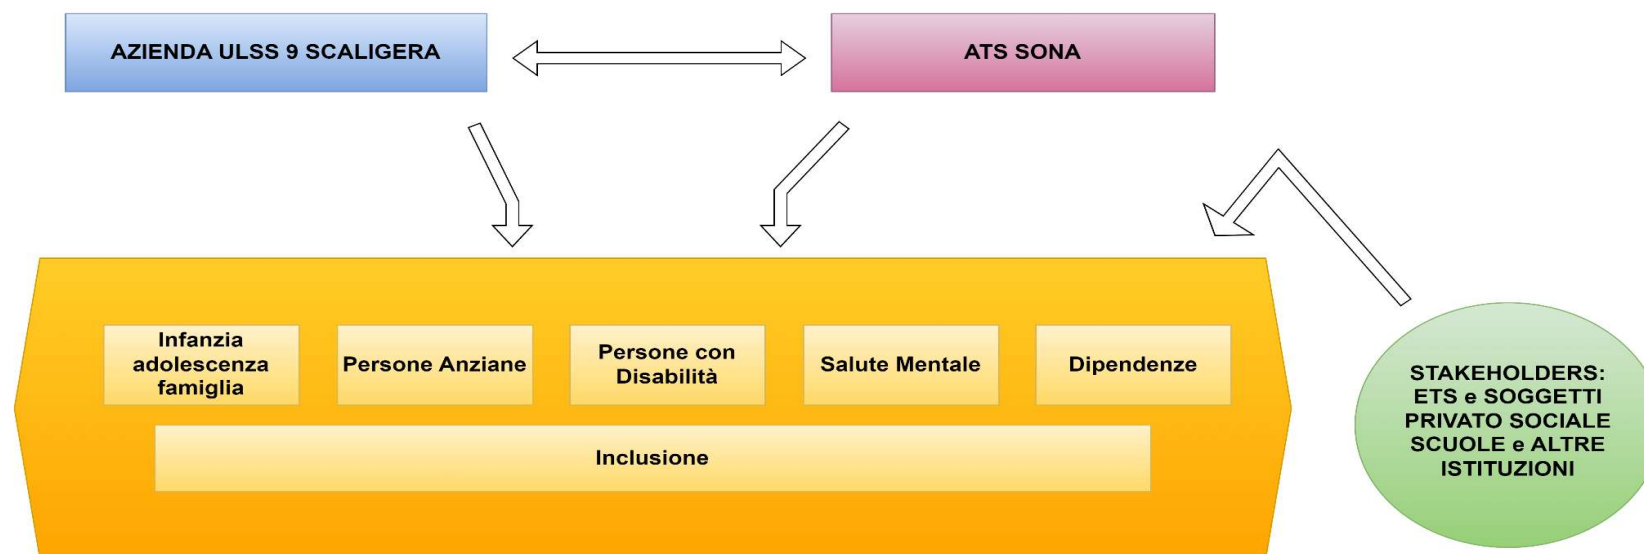 AZIENDA ULSS 9 SCALIGERA
ATS SONA
Infanzia
adolescenza
famiglia
Persone Anziane
Persone con
Disabilità
Salute Mentale
Dipendenze
Inclusione
STAKEHOLDERS:
ETS e SOGGETTI
PRIVATO SOCIALE
SCUOLE e ALTRE
ISTITUZIONI